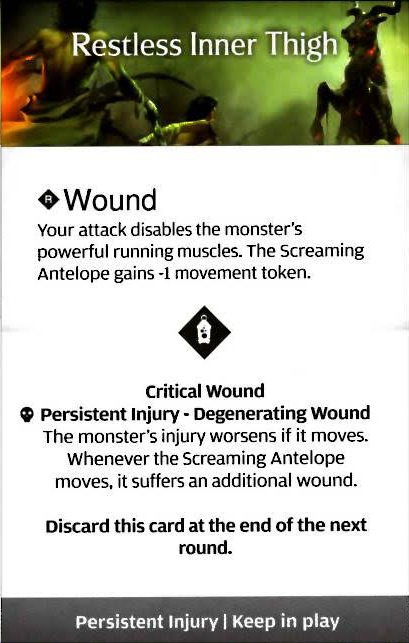 Restless Inner Thigh
R Wound
Your attack disables the monster's
powerful running muscles. The Screaming
Antelope gains -1 movement token.
Critical Wound
Persistent Injury - Degenerating Wound
The monster's injury worsens if it moves.
Whenever the Screaming Antelope
moves, it suffers an additional wound.
Discard this card at the end of the next
round.
Persistent Injury | Keep in play